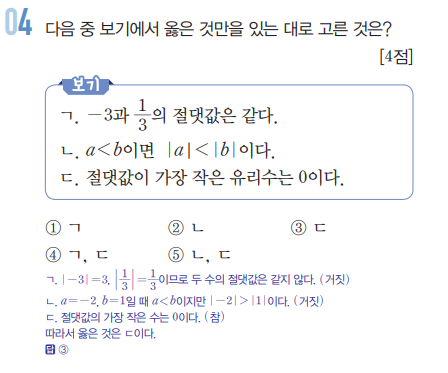 04 다음 중 보기에서 옳은 것만을 있는 대로 고른 것은?
[4점]
보기
ㄱ. -3과 1/3의 절댓값은 같다.
ㄴ. a<b이면 |a|<|b|이다.
ㄷ. 절댓값이 가장 작은 유리수는 0이다.
① ㄱ ② ㄴ ③ ㄷ
④ ㄱ, ㄷ ⑤ ㄴ, ㄷ
ㄱ. |-3|=3, |1/3|=1/3이므로 두 수의 절댓값은 같지 않다. (거짓)
ㄴ. a=-2, b=1일 때 a<b이지만 |-2|>|1|이다. (거짓)
ㄷ. 절댓값의 가장 작은 수는 0이다. (참)
따라서 옳은 것은 ㄷ이다.
답 ③